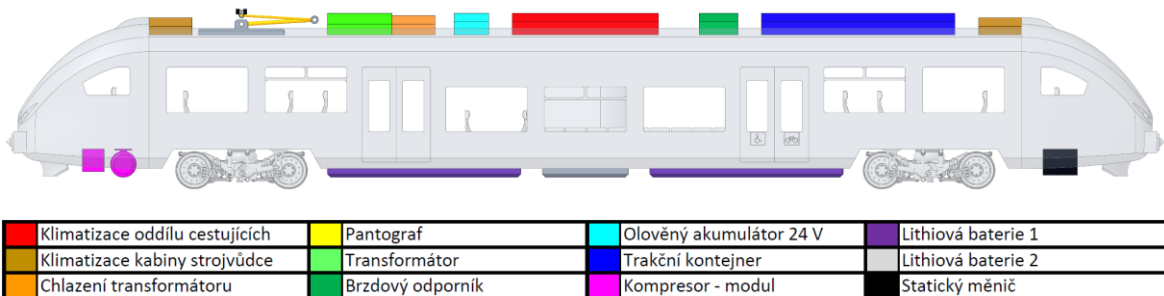 Klimatizace oddílu cestujících Pantograf Olověný akumulátor 24 V Lithiová baterie 1
Klimatizace kabiny strojvůdce Transformátor Trakční kontejner Lithiová baterie 2
Chlazení transformátoru Brzdový odporník Kompresor - modul Statický měnič